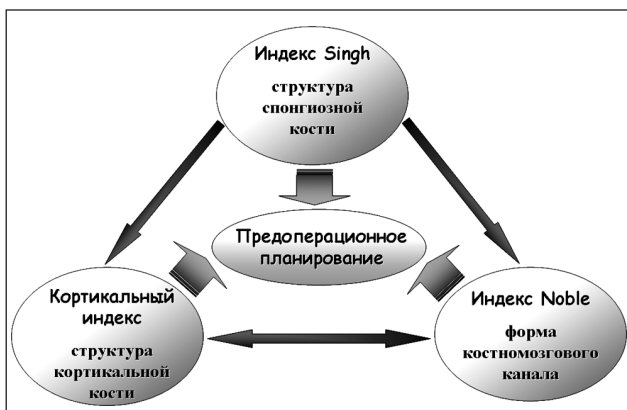 Индекс Singh
структура
спонгиозной
кости
Предоперационное
планирование
Кортикальный
индекс
структура
кортикальной
кости
Индекс Noble
форма
костномозгового
канала